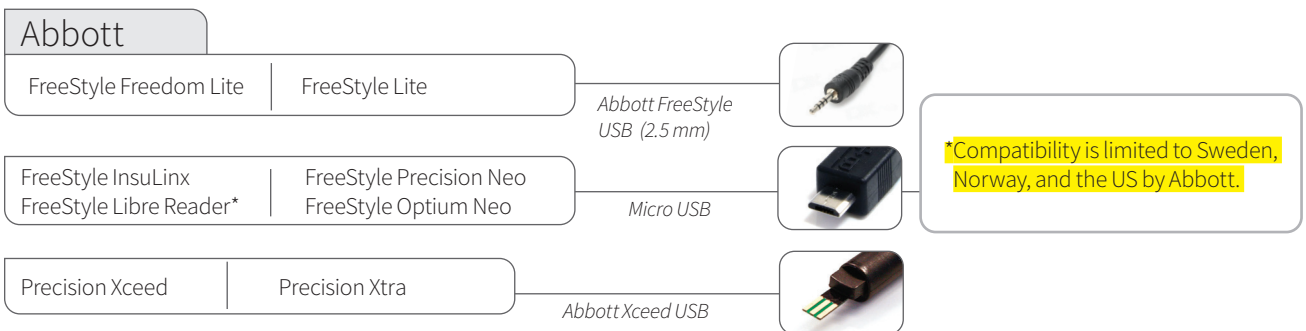 Abbott
FreeStyle Freedom Lite FreeStyle Lite
Abbott FreeStyle
USB (2.5 mm)
FreeStyle InsuLinx FreeStyle Precision Neo
FreeStyle Libre Reader* FreeStyle Optium Neo
Micro USB
*Compatibility is limited to Sweden,
Norway, and the US by Abbott.
Precision Xceed Precision Xtra
Abbott Xceed USB